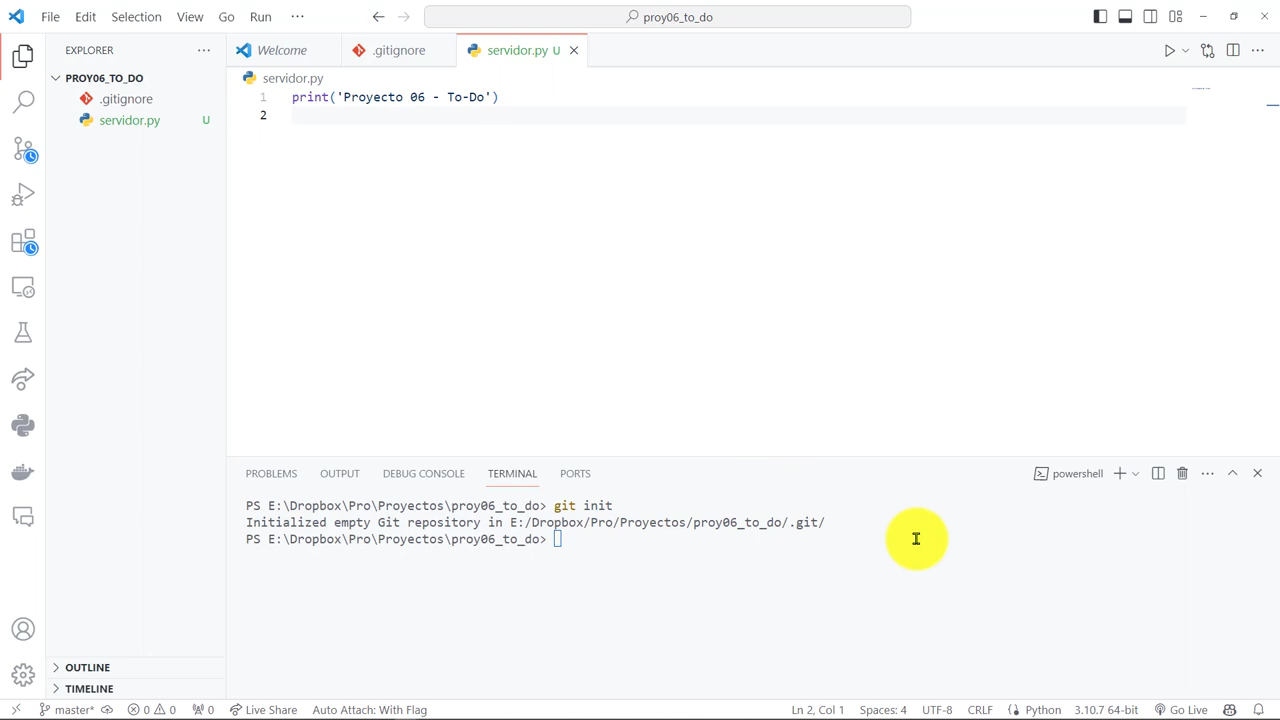 File Edit Selection View Go Run ··· proy06_to_do
EXPLORER ···
Welcome .gitignore servidor.py U
PROY06_TO_DO
.gitignore
servidor.py U
servidor.py
1 print('Proyecto 06 - To-Do')
2
PROBLEMS OUTPUT DEBUG CONSOLE TERMINAL PORTS powershell
PS E:\Dropbox\Pro\Proyectos\proy06_to_do> git init
Initialized empty Git repository in E:/Dropbox/Pro/Proyectos/proy06_to_do/.git/
PS E:\Dropbox\Pro\Proyectos\proy06_to_do>
OUTLINE
TIMELINE
master* 0 0 0 Live Share Auto Attach: With Flag Ln 2, Col 1 Spaces: 4 UTF-8 CRLF Python 3.10.7 64-bit Go Live